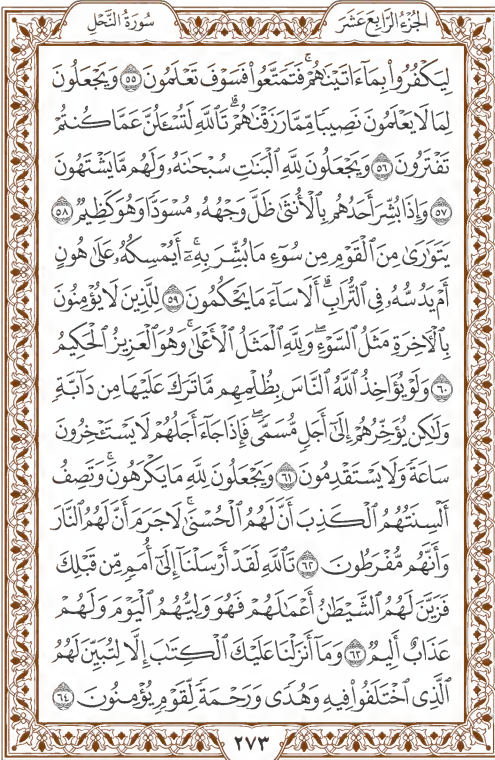 سُورَةُ النَّحْلِ
الجُزْءُ الرَّابِعَ عَشَرَ
لِيَكْفُرُواْ بِمَآ ءَاتَيْنَٰهُمْۚ فَتَمَتَّعُواْ فَسَوْفَ تَعْلَمُونَ ٥٥ وَيَجْعَلُونَ
لِمَا لَا يَعْلَمُونَ نَصِيبٗا مِّمَّا رَزَقْنَٰهُمْۗ تَٱللَّهِ لَتُسْـَٔلُنَّ عَمَّا كُنتُمْ
تَفْتَرُونَ ٥٦ وَيَجْعَلُونَ لِلَّهِ ٱلْبَنَٰتِ سُبْحَٰنَهُۥ وَلَهُم مَّا يَشْتَهُونَ
٥٧ وَإِذَا بُشِّرَ أَحَدُهُم بِٱلْأُنثَىٰ ظَلَّ وَجْهُهُۥ مُسْوَدّٗا وَهُوَ كَظِيمٞ ٥٨
يَتَوَٰرَىٰ مِنَ ٱلْقَوْمِ مِن سُوٓءِ مَا بُشِّرَ بِهِۦٓۚ أَيُمْسِكُهُۥ عَلَىٰ هُونٍ
أَمْ يَدُسُّهُۥ فِي ٱلتُّرَابِۗ أَلَا سَآءَ مَا يَحْكُمُونَ ٥٩ لِلَّذِينَ لَا يُؤْمِنُونَ
بِٱلْأٓخِرَةِ مَثَلُ ٱلسَّوْءِۖ وَلِلَّهِ ٱلْمَثَلُ ٱلْأَعْلَىٰۚ وَهُوَ ٱلْعَزِيزُ ٱلْحَكِيمُ
٦٠ وَلَوْ يُؤَاخِذُ ٱللَّهُ ٱلنَّاسَ بِظُلْمِهِم مَّا تَرَكَ عَلَيْهَا مِن دَآبَّةٖ
وَلَٰكِن يُؤَخِّرُهُمْ إِلَىٰٓ أَجَلٖ مُّسَمّٗىۖ فَإِذَا جَآءَ أَجَلُهُمْ لَا يَسْتَـْٔخِرُونَ
سَاعَةٗ وَلَا يَسْتَقْدِمُونَ ٦١ وَيَجْعَلُونَ لِلَّهِ مَا يَكْرَهُونَۚ وَتَصِفُ
أَلْسِنَتُهُمُ ٱلْكَذِبَ أَنَّ لَهُمُ ٱلْحُسْنَىٰۚ لَا جَرَمَ أَنَّ لَهُمُ ٱلنَّارَ
وَأَنَّهُم مُّفْرَطُونَ ٦٢ تَٱللَّهِ لَقَدْ أَرْسَلْنَآ إِلَىٰٓ أُمَمٖ مِّن قَبْلِكَ
فَزَيَّنَ لَهُمُ ٱلشَّيْطَٰنُ أَعْمَٰلَهُمْ فَهُوَ وَلِيُّهُمُ ٱلْيَوْمَ وَلَهُمْ
عَذَابٌ أَلِيمٞ ٦٣ وَمَآ أَنزَلْنَا عَلَيْكَ ٱلْكِتَٰبَ إِلَّا لِتُبَيِّنَ لَهُمُ
ٱلَّذِي ٱخْتَلَفُواْ فِيهِ وَهُدٗى وَرَحْمَةٗ لِّقَوْمٖ يُؤْمِنُونَ ٦٤
٢٧٣